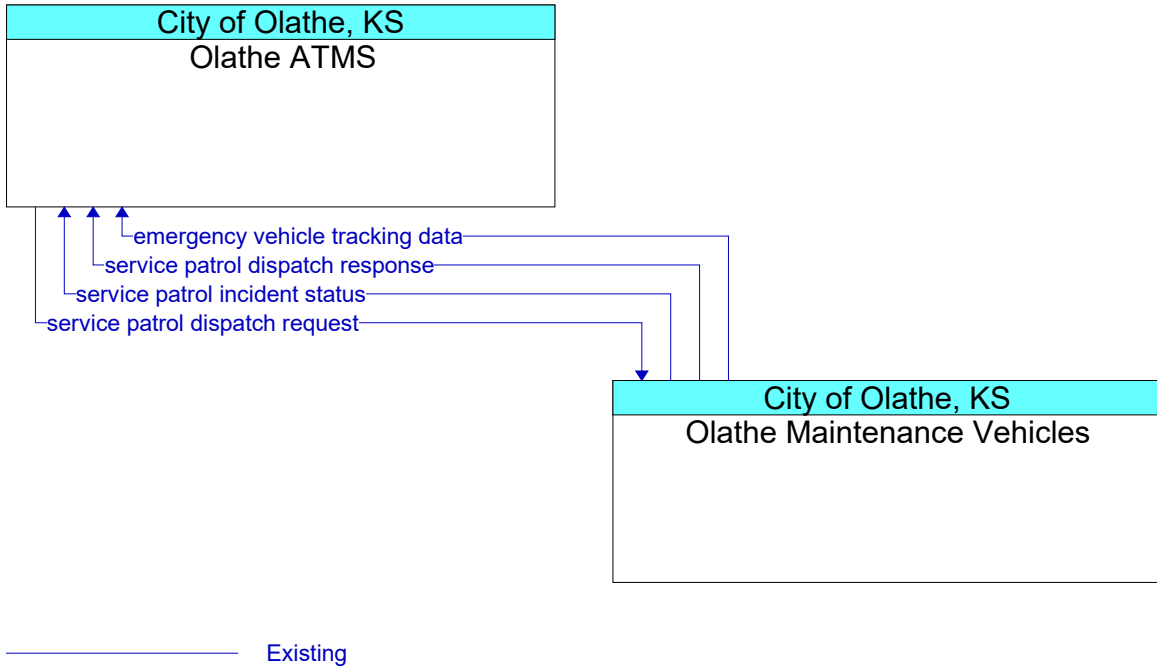 City of Olathe, KS
Olathe ATMS
emergency vehicle tracking data
service patrol dispatch response
service patrol incident status
service patrol dispatch request
City of Olathe, KS
Olathe Maintenance Vehicles
Existing